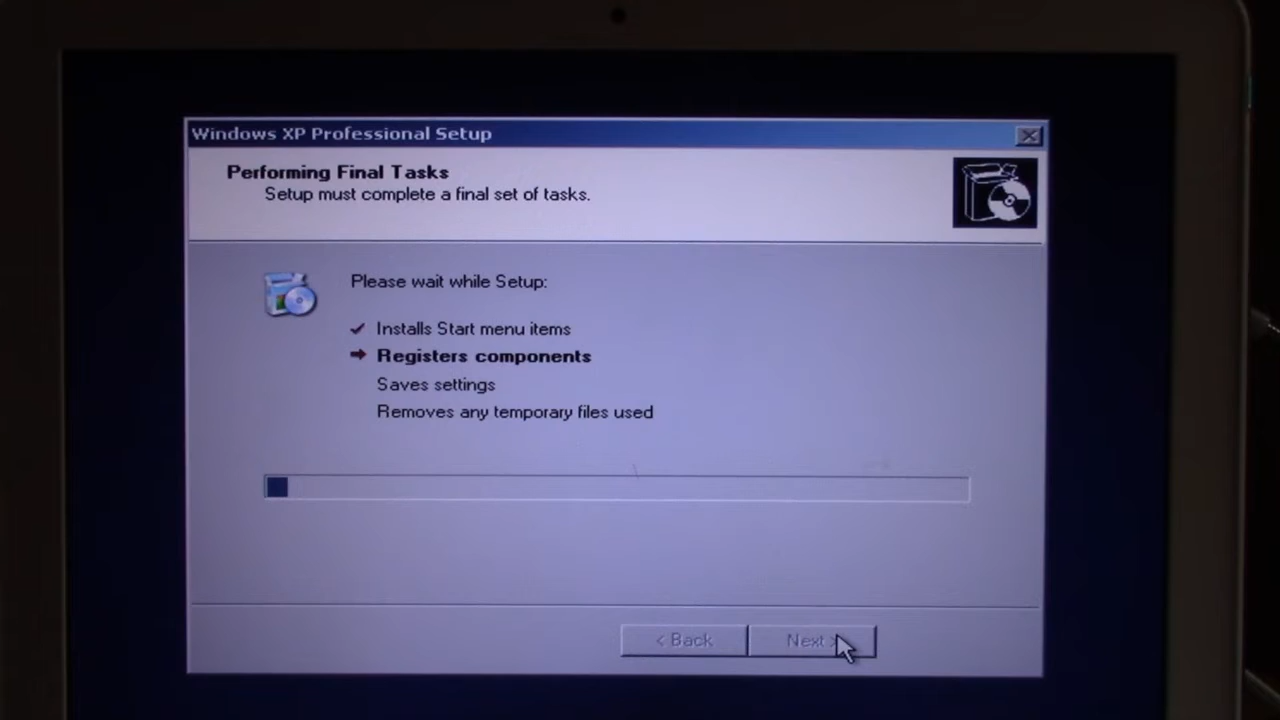 Windows XP Professional Setup
Performing Final Tasks
Setup must complete a final set of tasks.
Please wait while Setup:
Installs Start menu items
Registers components
Saves settings
Removes any temporary files used
< Back
Next >